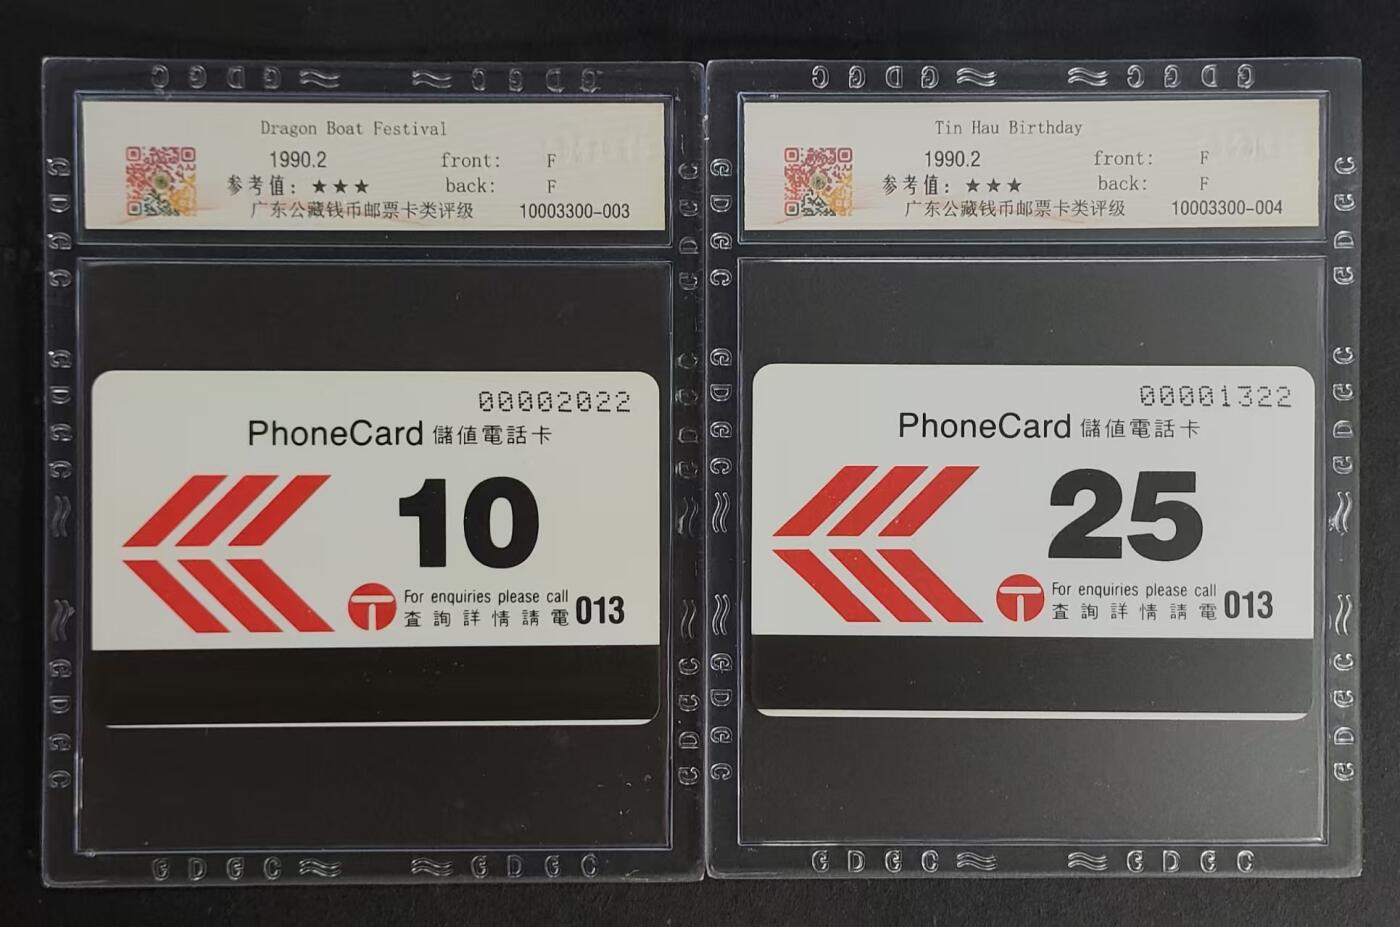 Dragon Boat Festival
1990.2 front: F
参考值：★★★ back: F
广东公藏钱币邮票卡类评级 10003300-003
00002022
PhoneCard 儲值電話卡
10
For enquiries please call
查詢詳情請電 013
Tin Hau Birthday
1990.2 front: F
参考值：★★★ back: F
广东公藏钱币邮票卡类评级 10003300-004
00001322
PhoneCard 儲值電話卡
25
For enquiries please call
查詢詳情請電 013
GDGC
GDGC
GDGC
GDGC